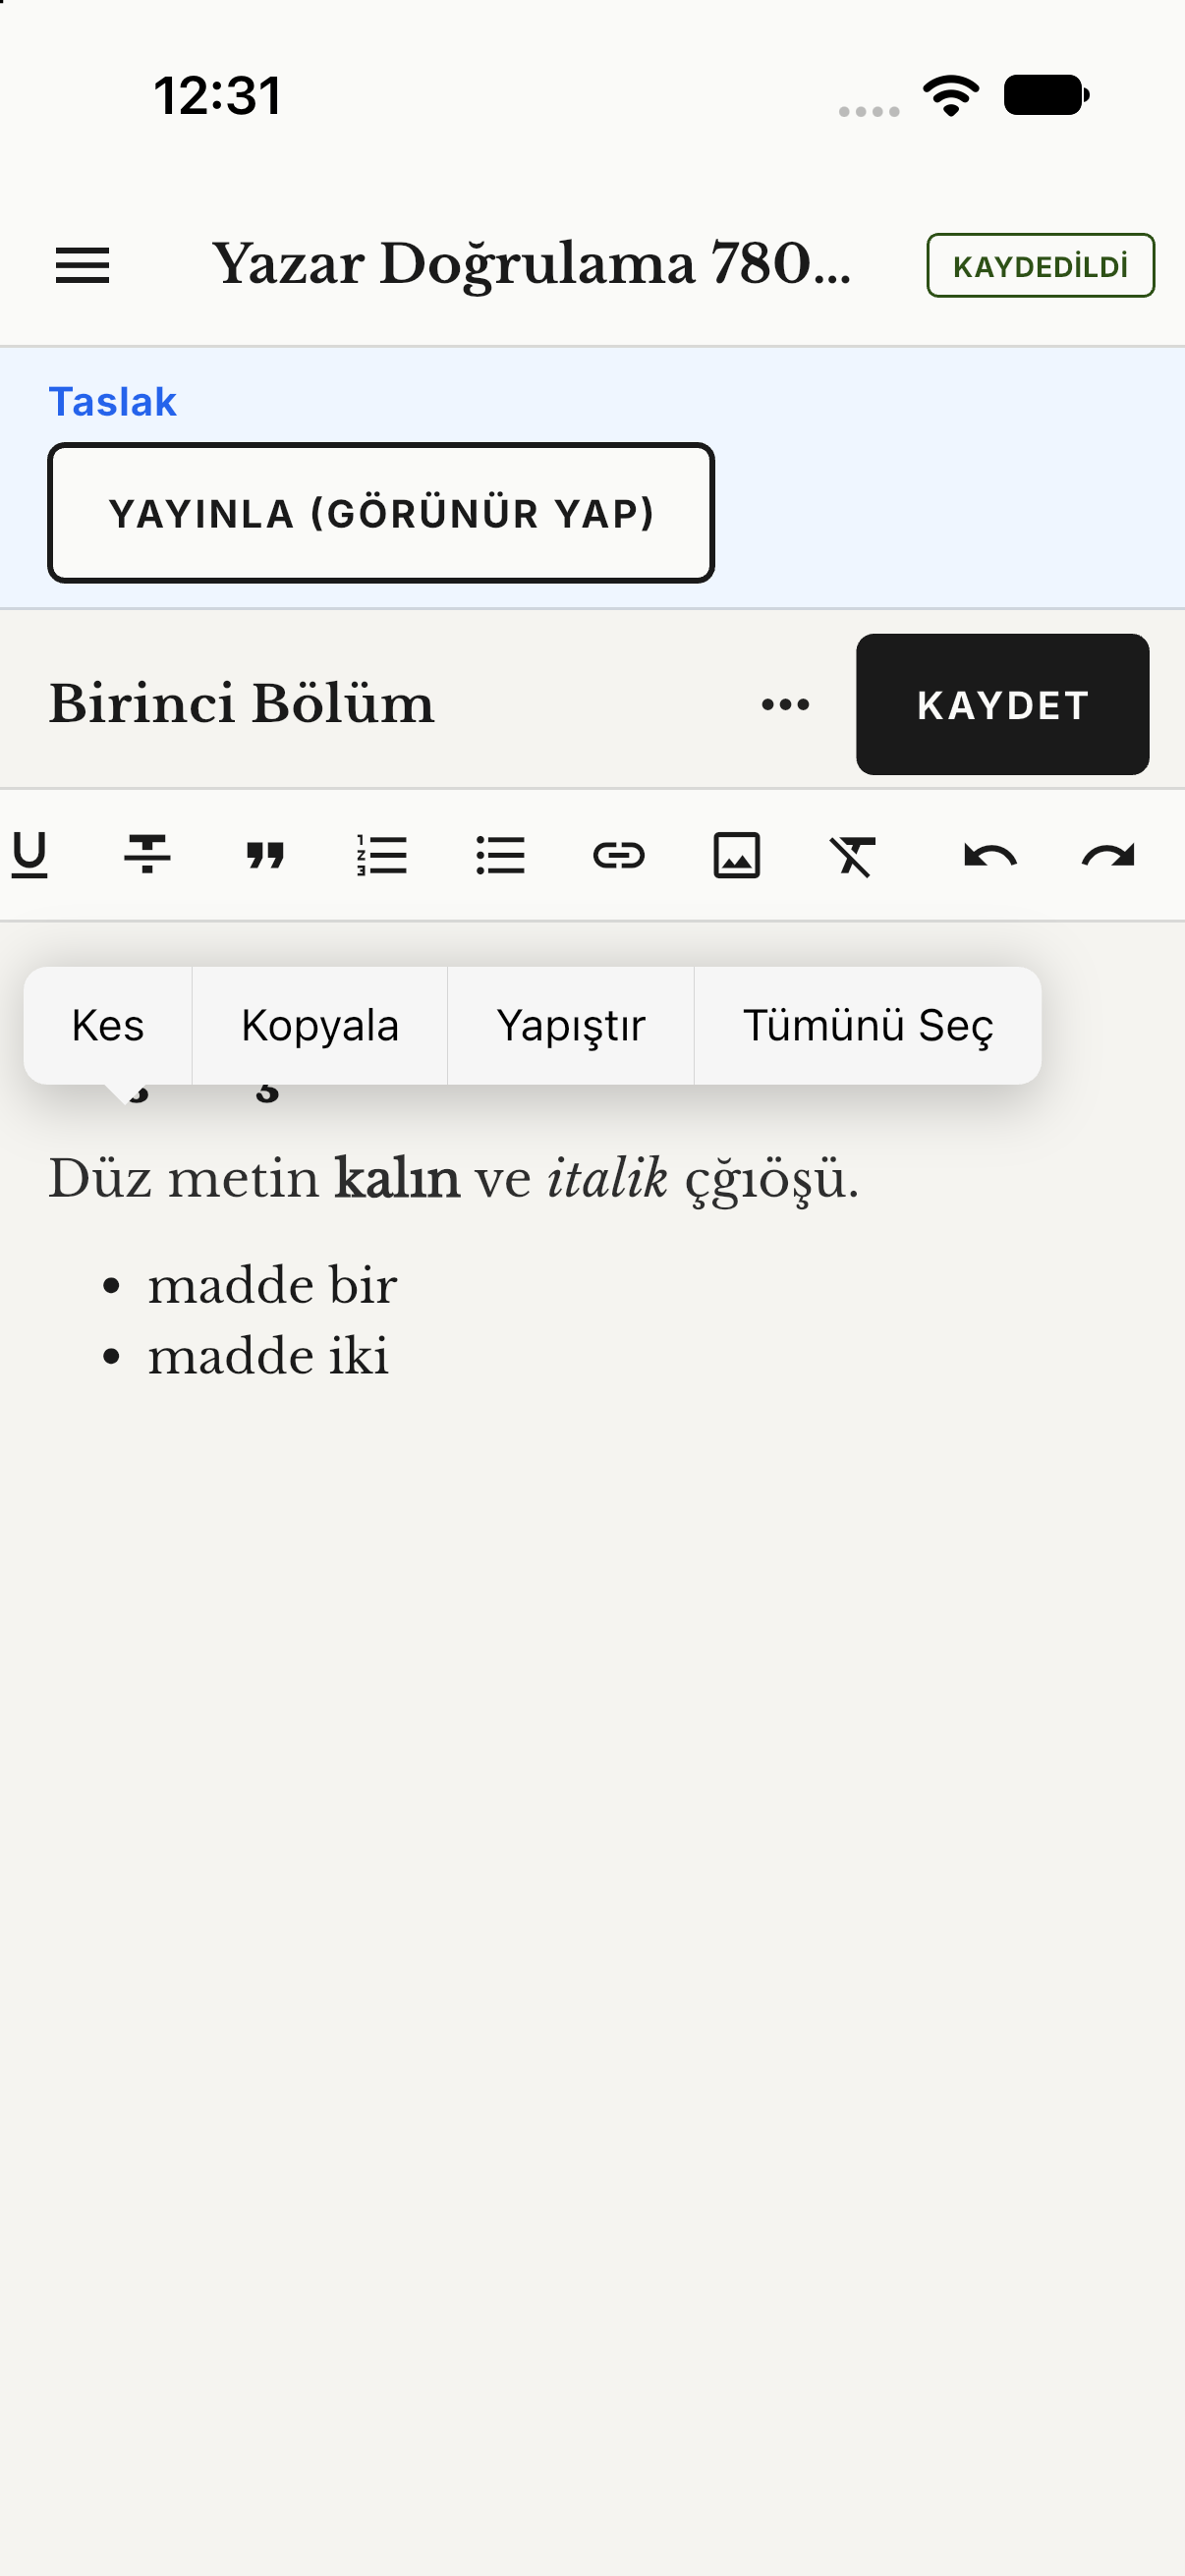 12:31
Yazar Doğrulama 780...
KAYDEDİLDİ
Taslak
YAYINLA (GÖRÜNÜR YAP)
Birinci Bölüm
KAYDET
Kes Kopyala Yapıştır Tümünü Seç
Düz metin kalın ve italik çğıöşü.
• madde bir
• madde iki